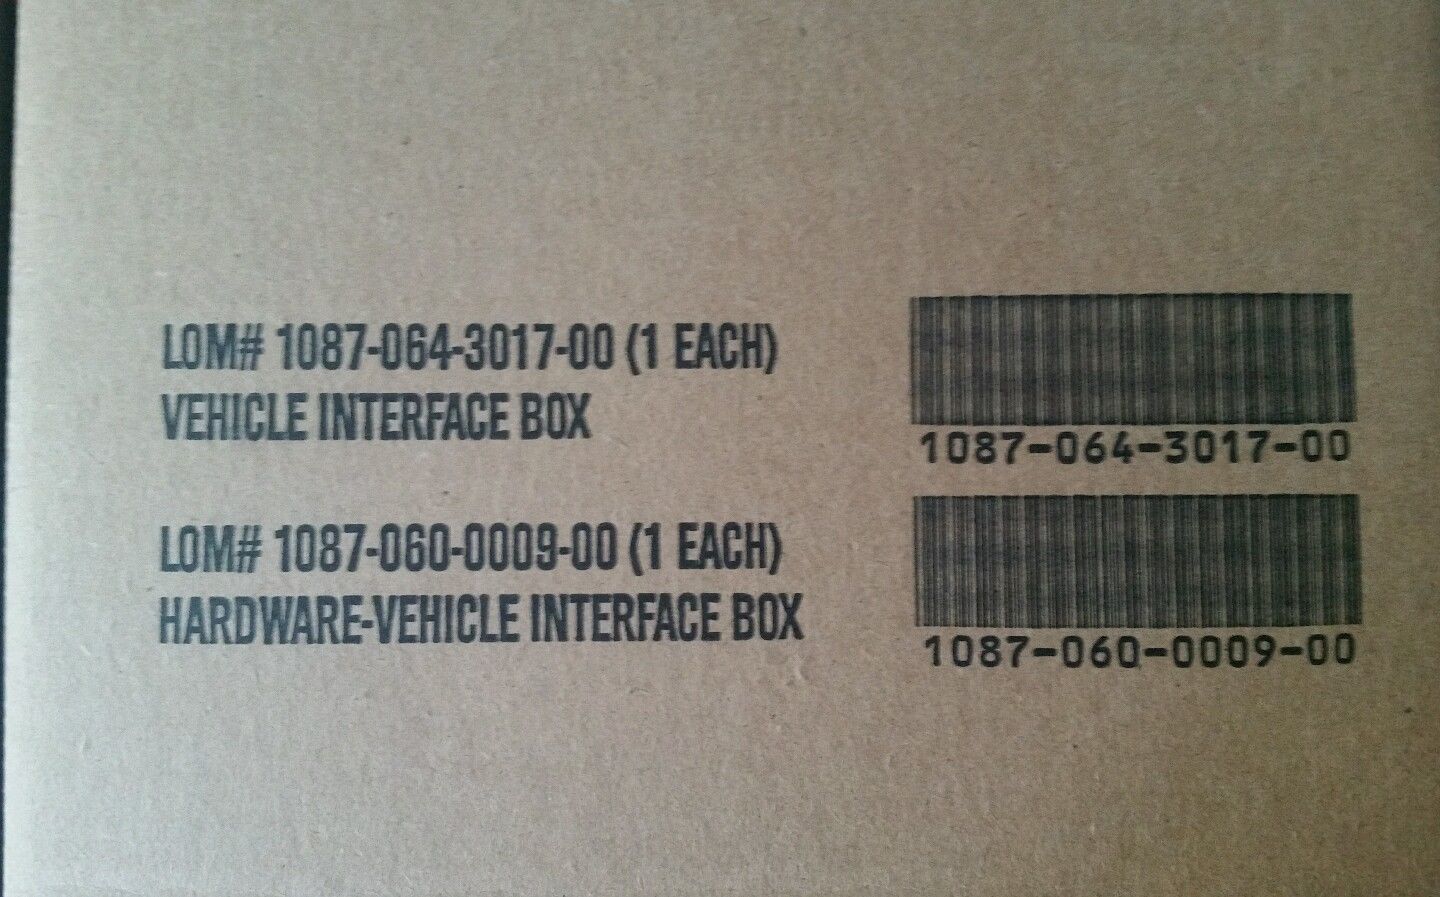 LOM# 1087-064-3017-00 (1 EACH)
VEHICLE INTERFACE BOX
1087-064-3017-00
LOM# 1087-060-0009-00 (1 EACH)
HARDWARE-VEHICLE INTERFACE BOX
1087-060-0009-00